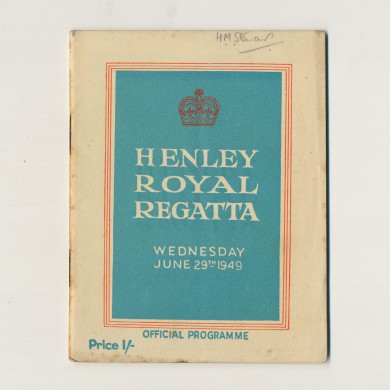 HENLEY
ROYAL
REGATTA
WEDNESDAY
JUNE 29TH 1949
OFFICIAL PROGRAMME
Price 1/-